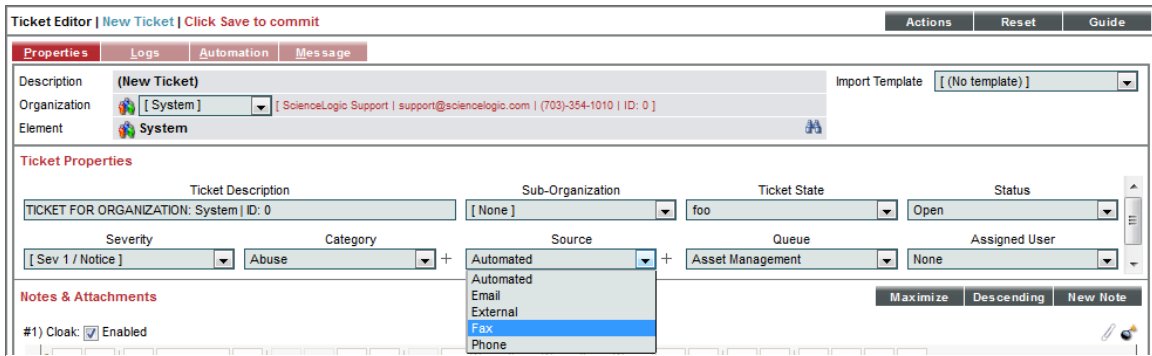 Ticket Editor | New Ticket | Click Save to commit
Actions Reset Guide
Properties Logs Automation Message
Description (New Ticket) Import Template [ (No template) ]
Organization [ System ] [ ScienceLogic Support | support@sciencelogic.com | (703)-354-1010 | ID: 0 ]
Element System
Ticket Properties
Ticket Description Sub-Organization Ticket State Status
TICKET FOR ORGANIZATION: System | ID: 0 [ None ] foo Open
Severity Category Source Queue Assigned User
[ Sev 1 / Notice ] Abuse + Automated + Asset Management None
Automated
Email
External
Fax
Phone
Notes & Attachments Maximize Descending New Note
#1) Cloak: Enabled